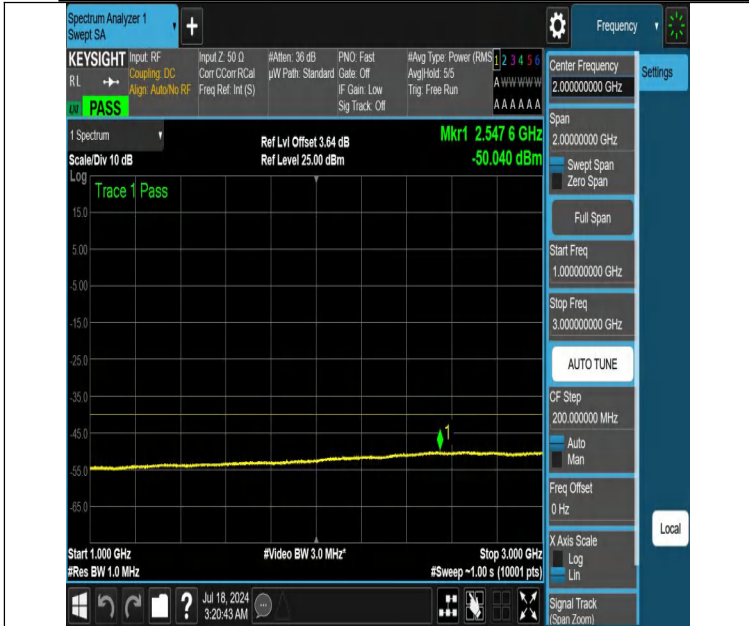 Spectrum Analyzer 1
Swept SA
+
Frequency
KEYSIGHT
RL
PASS
Input: RF
Coupling: DC
Align: Auto/No RF
Input Z: 50 Ω
Corr CCorr RCal
Freq Ref: Int (S)
#Atten: 36 dB
µW Path: Standard
PNO: Fast
Gate: Off
IF Gain: Low
Sig Track: Off
#Avg Type: Power (RMS
Avg|Hold: 5/5
Trig: Free Run
1 2 3 4 5 6
A W W W W W
A A A A A A
1 Spectrum
Scale/Div 10 dB
Ref Lvl Offset 3.64 dB
Ref Level 25.00 dBm
Mkr1 2.547 6 GHz
-50.040 dBm
Log
Trace 1 Pass
15.0
5.00
-5.00
-15.0
-25.0
-35.0
-45.0
-55.0
-65.0
1
Start 1.000 GHz
#Res BW 1.0 MHz
#Video BW 3.0 MHz*
Stop 3.000 GHz
#Sweep ~1.00 s (10001 pts)
Jul 18, 2024
3:20:43 AM
?
Center Frequency
2.000000000 GHz
Settings
Span
2.00000000 GHz
Swept Span
Zero Span
Full Span
Start Freq
1.000000000 GHz
Stop Freq
3.000000000 GHz
AUTO TUNE
CF Step
200.000000 MHz
Auto
Man
Freq Offset
0 Hz
X Axis Scale
Log
Lin
Local
Signal Track
(Span Zoom)